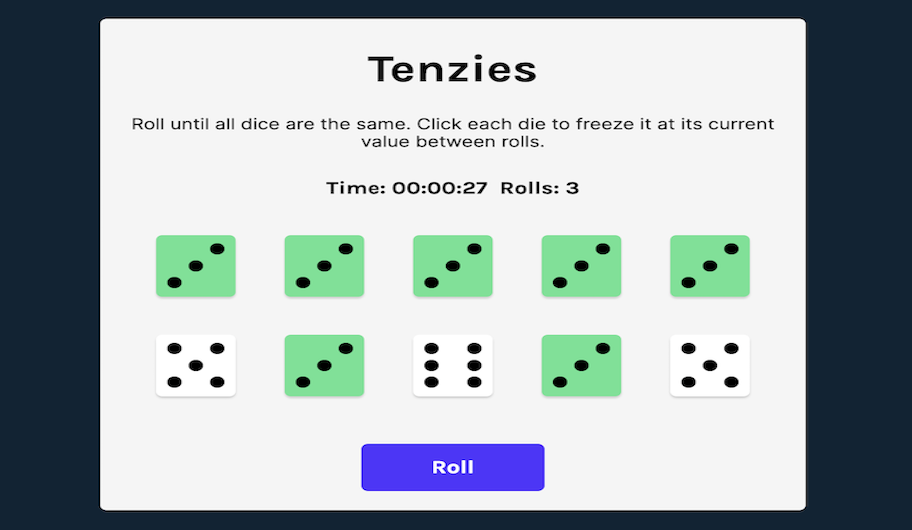 Tenzies
Roll until all dice are the same. Click each die to freeze it at its current
value between rolls.
Time: 00:00:27 Rolls: 3
Roll